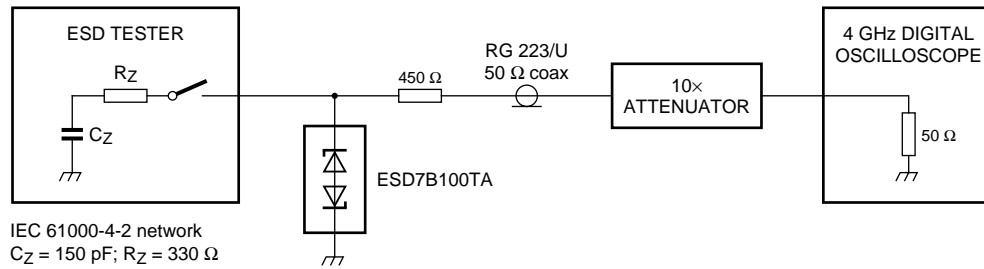 ESD TESTER
RZ
CZ
IEC 61000-4-2 network
CZ = 150 pF; RZ = 330 Ω
ESD7B100TA
450 Ω
RG 223/U
50 Ω coax
10×
ATTENUATOR
4 GHz DIGITAL
OSCILLOSCOPE
50 Ω